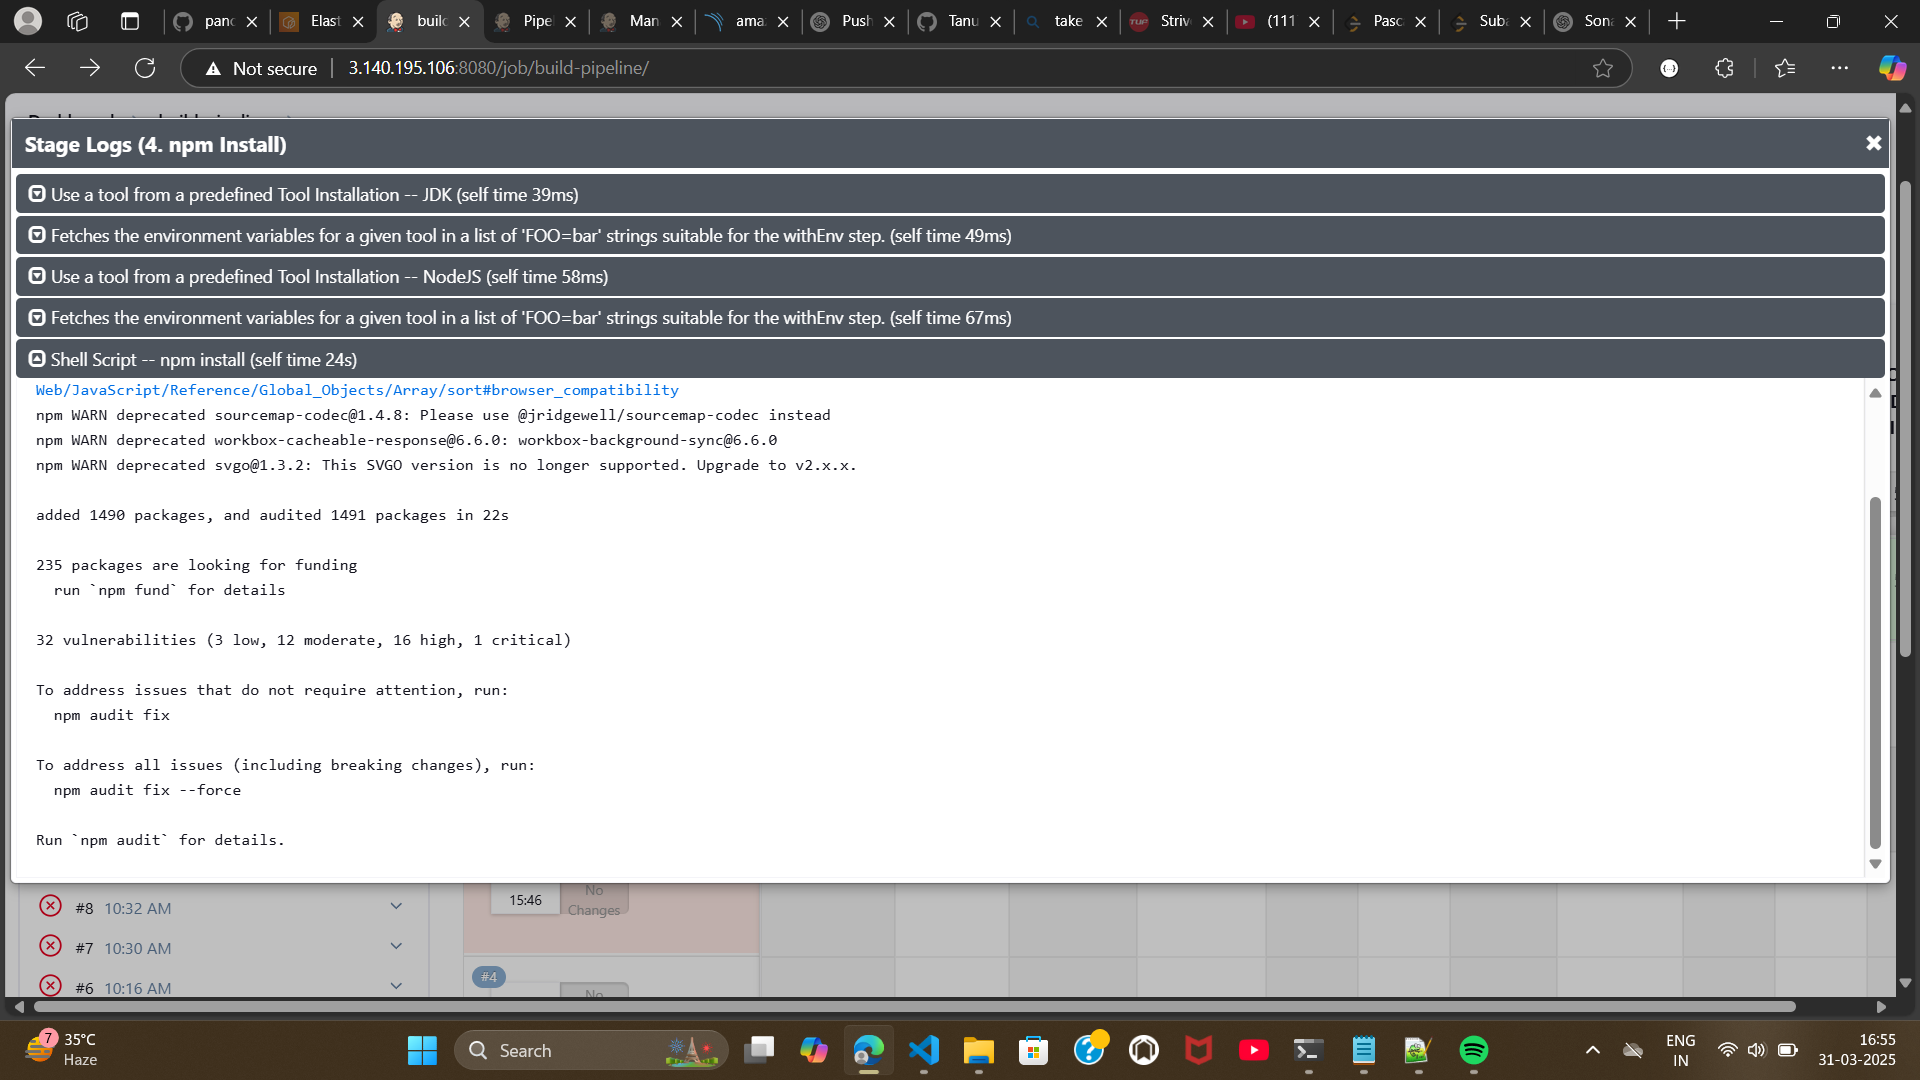 panc
Elast
build
Pipel
Man
ama
Push
Tanu
take
Strive
(111
Pasc
Suba
Sona
Not secure
3.140.195.106:8080/job/build-pipeline/
Stage Logs (4. npm Install)
Use a tool from a predefined Tool Installation -- JDK (self time 39ms)
Fetches the environment variables for a given tool in a list of 'FOO=bar' strings suitable for the withEnv step. (self time 49ms)
Use a tool from a predefined Tool Installation -- NodeJS (self time 58ms)
Fetches the environment variables for a given tool in a list of 'FOO=bar' strings suitable for the withEnv step. (self time 67ms)
Shell Script -- npm install (self time 24s)
Web/JavaScript/Reference/Global_Objects/Array/sort#browser_compatibility
npm WARN deprecated sourcemap-codec@1.4.8: Please use @jridgewell/sourcemap-codec instead
npm WARN deprecated workbox-cacheable-response@6.6.0: workbox-background-sync@6.6.0
npm WARN deprecated svgo@1.3.2: This SVGO version is no longer supported. Upgrade to v2.x.x.
added 1490 packages, and audited 1491 packages in 22s
235 packages are looking for funding
run `npm fund` for details
32 vulnerabilities (3 low, 12 moderate, 16 high, 1 critical)
To address issues that do not require attention, run:
npm audit fix
To address all issues (including breaking changes), run:
npm audit fix --force
Run `npm audit` for details.
#8 10:32 AM
#7 10:30 AM
#6 10:16 AM
15:46
No
Changes
#4
No
7
35°C
Haze
Search
ENG
IN
16:55
31-03-2025